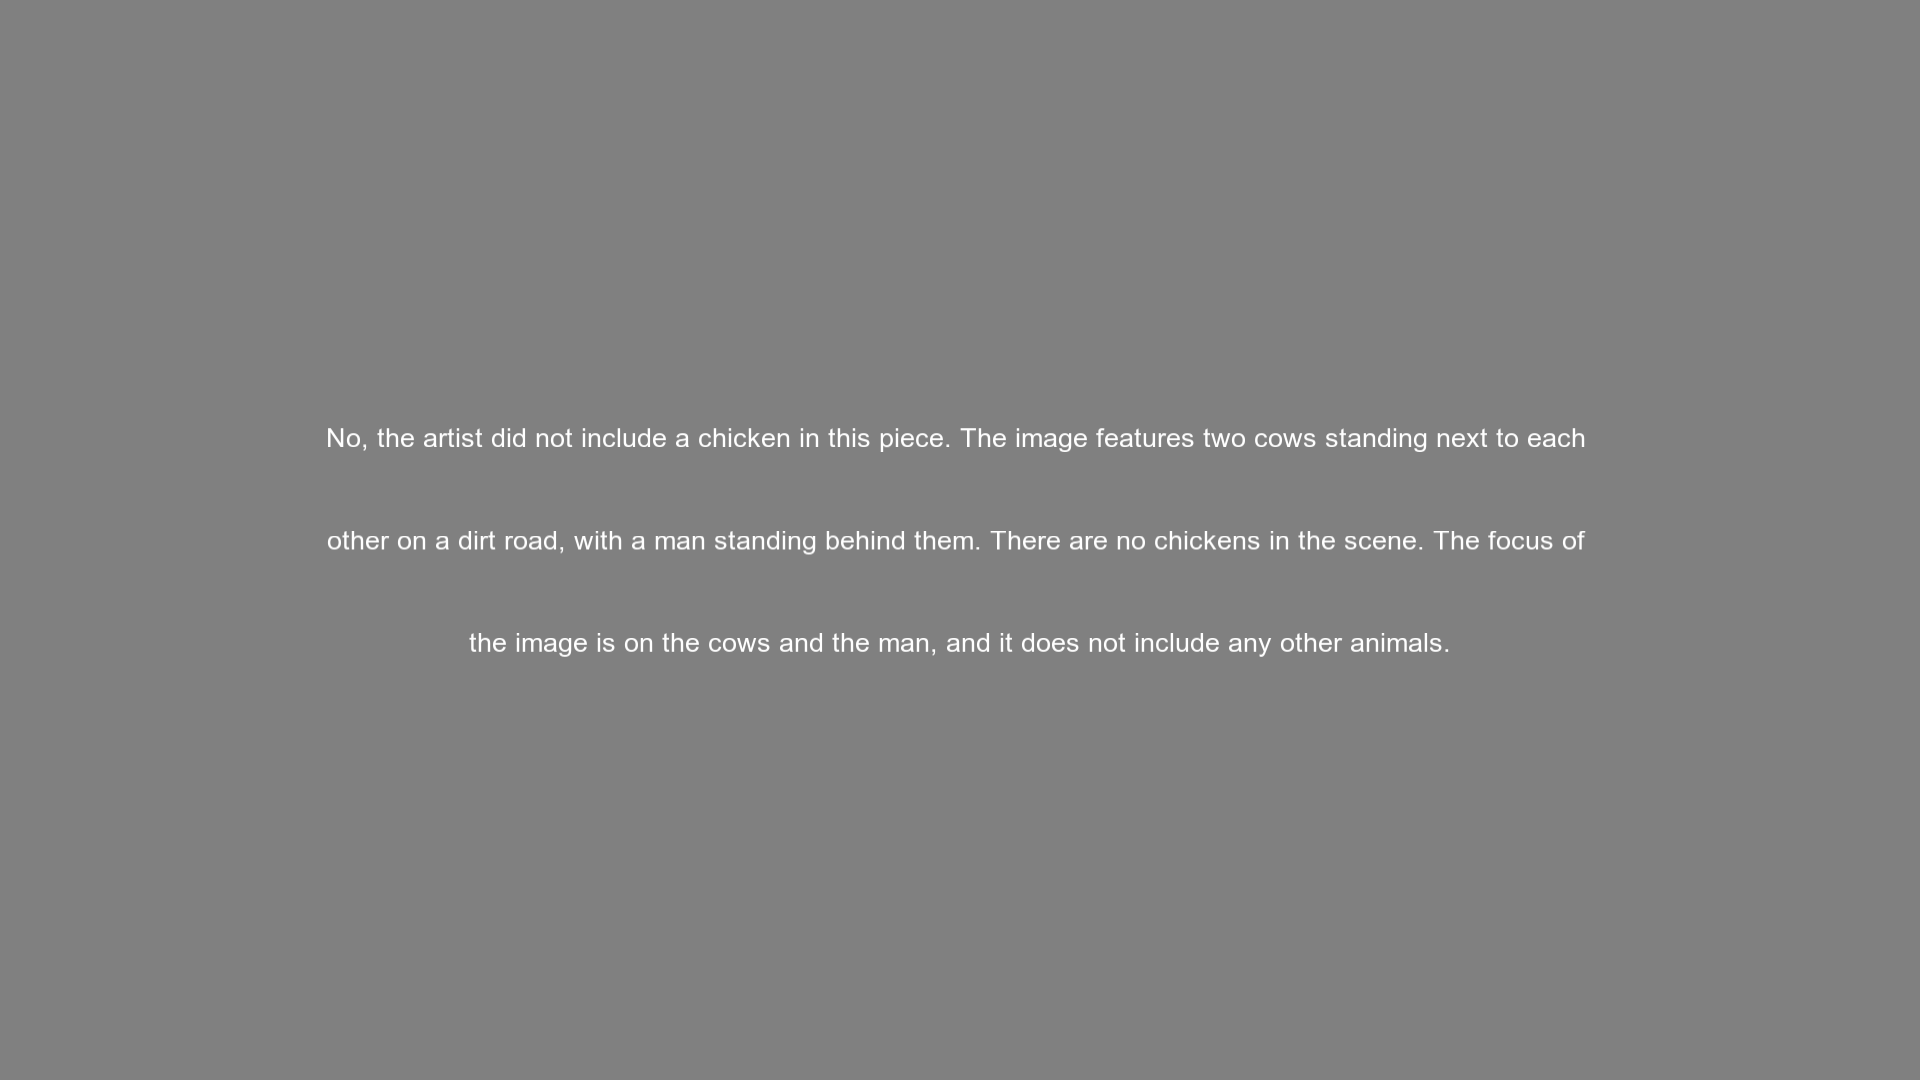 No, the artist did not include a chicken in this piece. The image features two cows standing next to each
other on a dirt road, with a man standing behind them. There are no chickens in the scene. The focus of
the image is on the cows and the man, and it does not include any other animals.